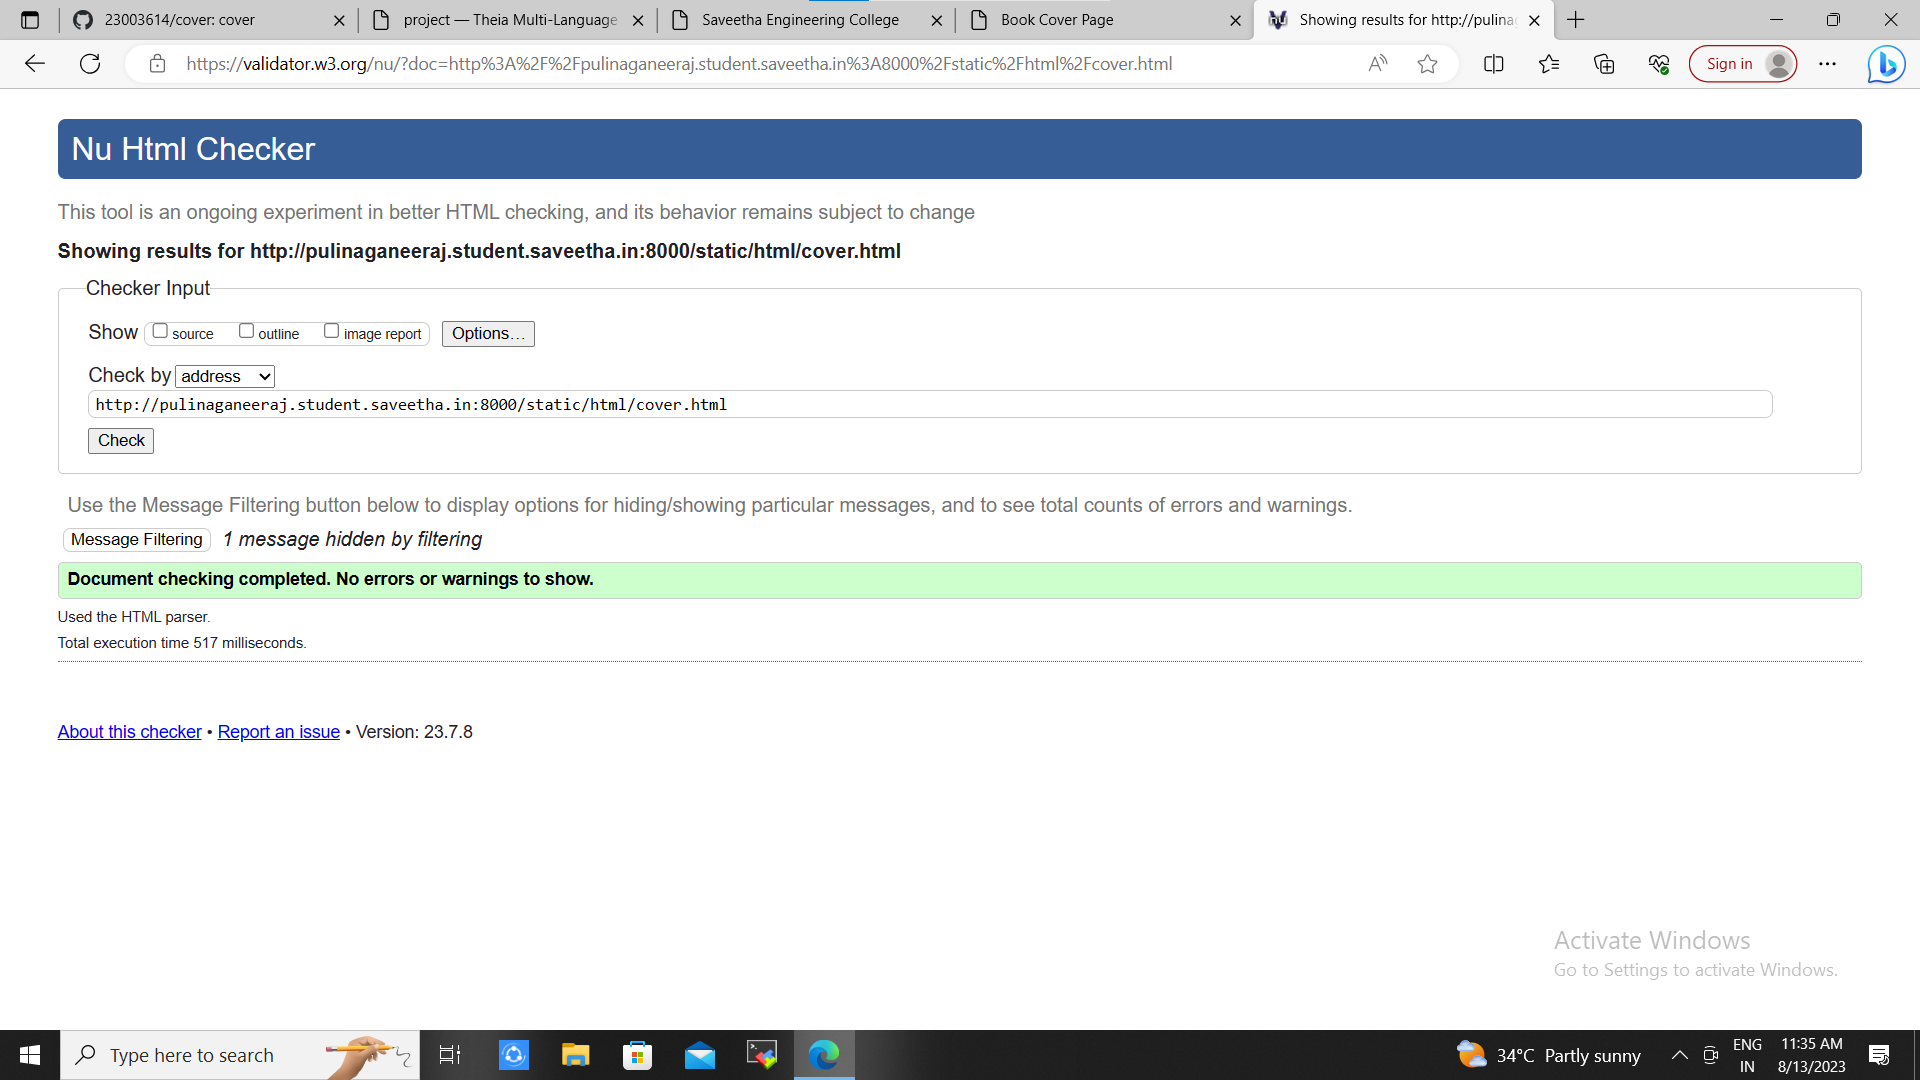 23003614/cover: cover
project — Theia Multi-Language
Saveetha Engineering College
Book Cover Page
Showing results for http://pulina
https://validator.w3.org/nu/?doc=http%3A%2F%2Fpulinaganeeraj.student.saveetha.in%3A8000%2Fstatic%2Fhtml%2Fcover.html
Sign in
Nu Html Checker
This tool is an ongoing experiment in better HTML checking, and its behavior remains subject to change
Showing results for http://pulinaganeeraj.student.saveetha.in:8000/static/html/cover.html
Checker Input
Show source outline image report Options...
Check by address
http://pulinaganeeraj.student.saveetha.in:8000/static/html/cover.html
Check
Use the Message Filtering button below to display options for hiding/showing particular messages, and to see total counts of errors and warnings.
Message Filtering 1 message hidden by filtering
Document checking completed. No errors or warnings to show.
Used the HTML parser.
Total execution time 517 milliseconds.
About this checker • Report an issue • Version: 23.7.8
Activate Windows
Go to Settings to activate Windows.
Type here to search
34°C Partly sunny
ENG
IN
11:35 AM
8/13/2023